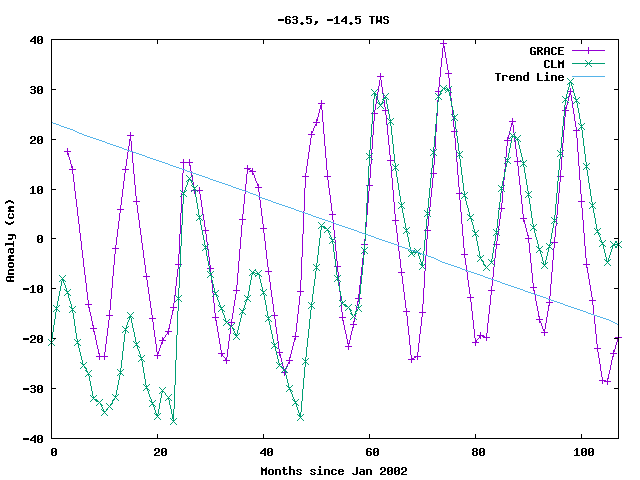 -63.5, -14.5 TWS
GRACE
CLM
Trend Line
40
30
20
10
0
-10
-20
-30
-40
Anomaly (cm)
0 20 40 60 80 100
Months since Jan 2002